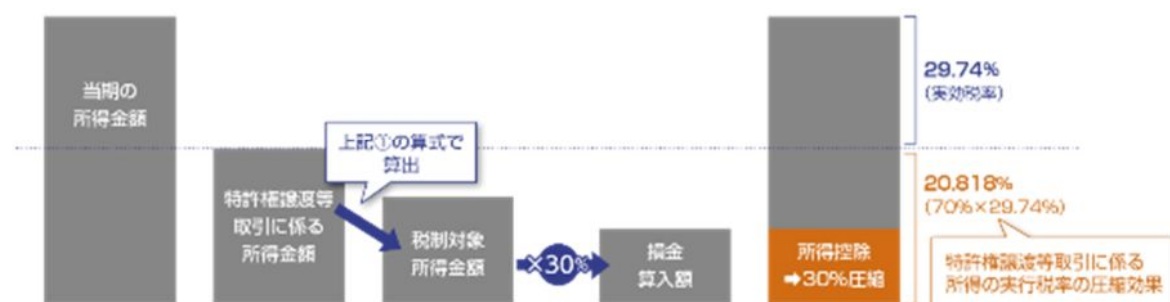 当期の
所得金額
特許権譲渡等
取引に係る
所得金額
上記①の算式で
算出
税制対象
所得金額
×30%
損金
算入額
所得控除
➡30%圧縮
29.74%
(実効税率)
20.818%
(70%×29.74%)
特許権譲渡等取引に係る
所得の実行税率の圧縮効果